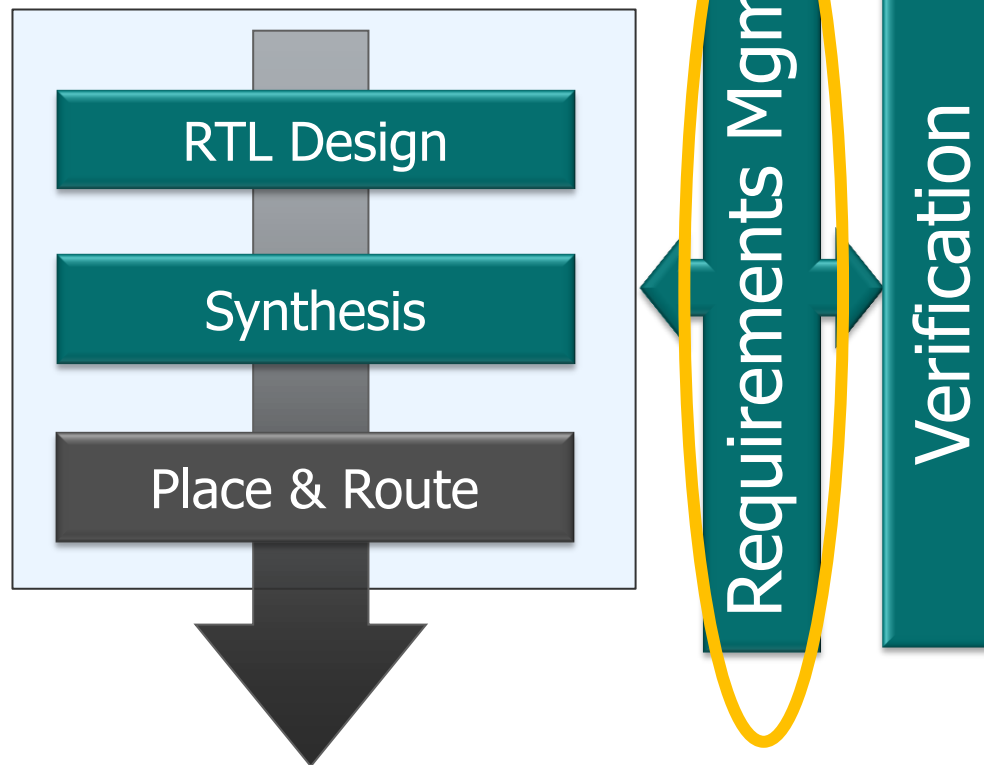 RTL Design
Synthesis
Place & Route
Requirements Mgm
Verification